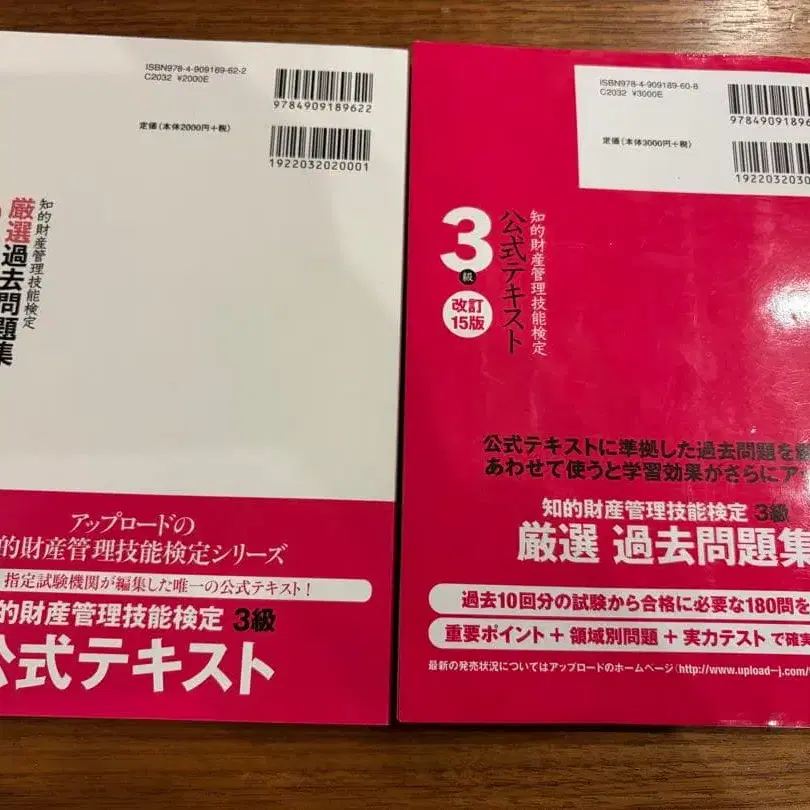 ISBN978-4-909189-62-2
C2032 ¥2000E
9784909189622
定価(本体2000円+税)
1922032020001
知的財産管理技能検定
厳選過去問題集
アップロードの
的財産管理技能検定シリーズ
指定試験機関が編集した唯一の公式テキスト!
的財産管理技能検定 3級
公式テキスト
ISBN978-4-909189-60-8
C2032 ¥3000E
97849091896
定価(本体3000円+税)
192203203
知的財産管理技能検定
公式テキスト
3級
改訂
15版
公式テキストに準拠した過去問題を
あわせて使うと学習効果がさらにア
知的財産管理技能検定 3級
厳選 過去問題集
過去10回分の試験から合格に必要な180問を
重要ポイント+領域別問題+実力テストで確実
最新の発売状況についてはアップロードのホームページ(http://www.upload-j.com/